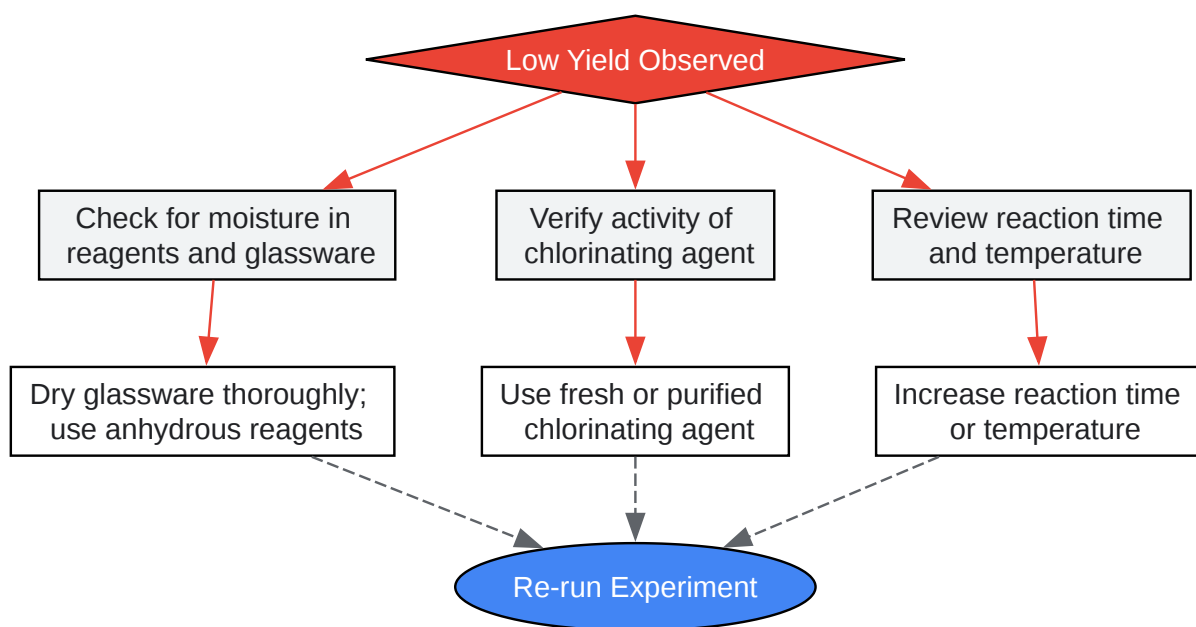 Low Yield Observed
Check for moisture in
reagents and glassware
Verify activity of
chlorinating agent
Review reaction time
and temperature
Dry glassware thoroughly;
use anhydrous reagents
Use fresh or purified
chlorinating agent
Increase reaction time
or temperature
Re-run Experiment